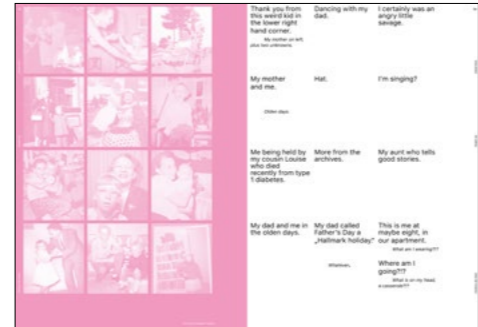 Thank you from
this weird kid in
the lower right
hand corner.
My mother on left,
plus two unknowns.
Dancing with my
dad.
I certainly was an
angry little
savage.
My mother
and me.
Olden days.
Hat.
I'm singing?
Me being held by
my cousin Louise
who died
recently from type
1 diabetes.
More from the
archives.
My aunt who tells
good stories.
My dad and me in
the olden days.
My dad called
Father's Day a
„Hallmark holiday."
Whatever.
This is me at
maybe eight, in
our apartment.
What am I wearing?!?
Where am I
going?!?
What is on my head,
a casserole?!?